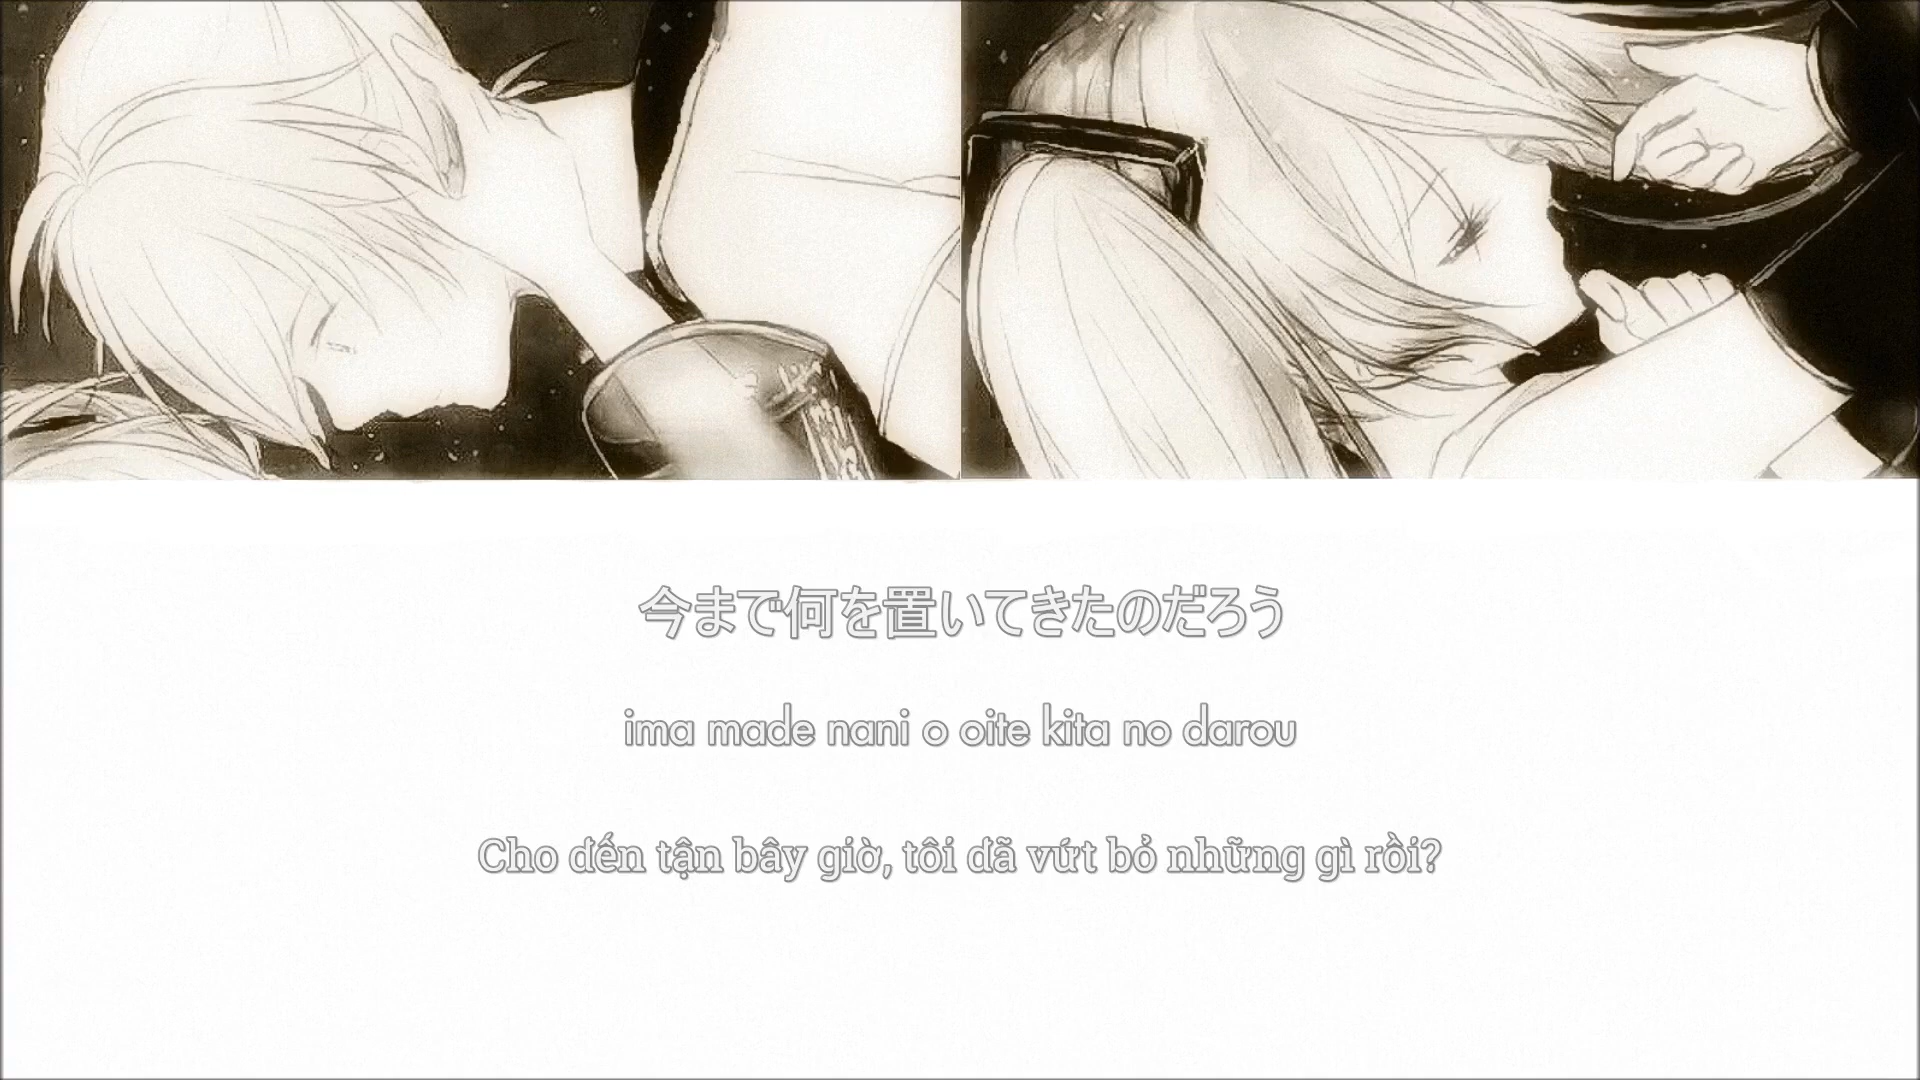 今まで何を置いてきたのだろう
ima made nani o oite kita no darou
Cho đến tận bây giờ, tôi đã vứt bỏ những gì rồi?